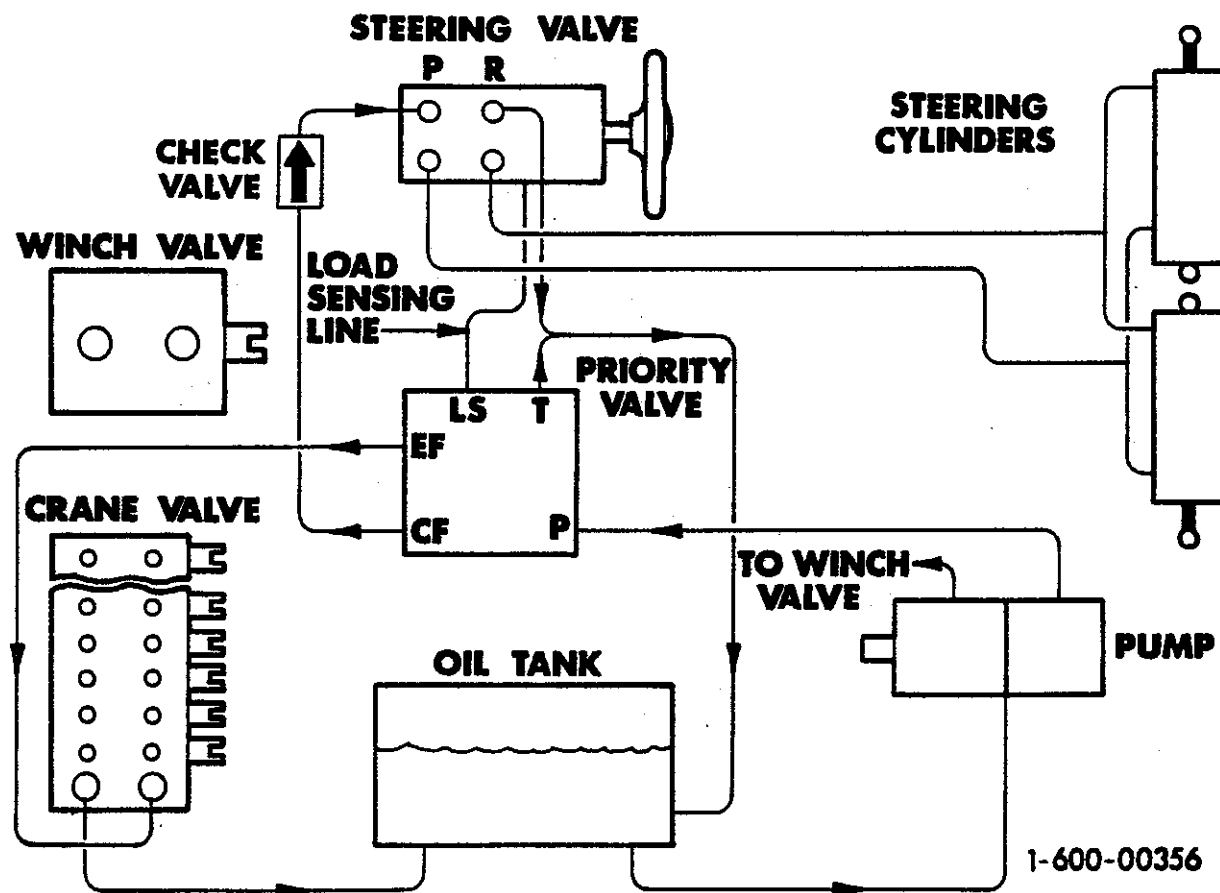 STEERING VALVE
P R
STEERING
CYLINDERS
CHECK
VALVE
WINCH VALVE
LOAD
SENSING
LINE
PRIORITY
VALVE
LS T
EF
CF P
CRANE VALVE
TO WINCH
VALVE
PUMP
OIL TANK
1-600-00356